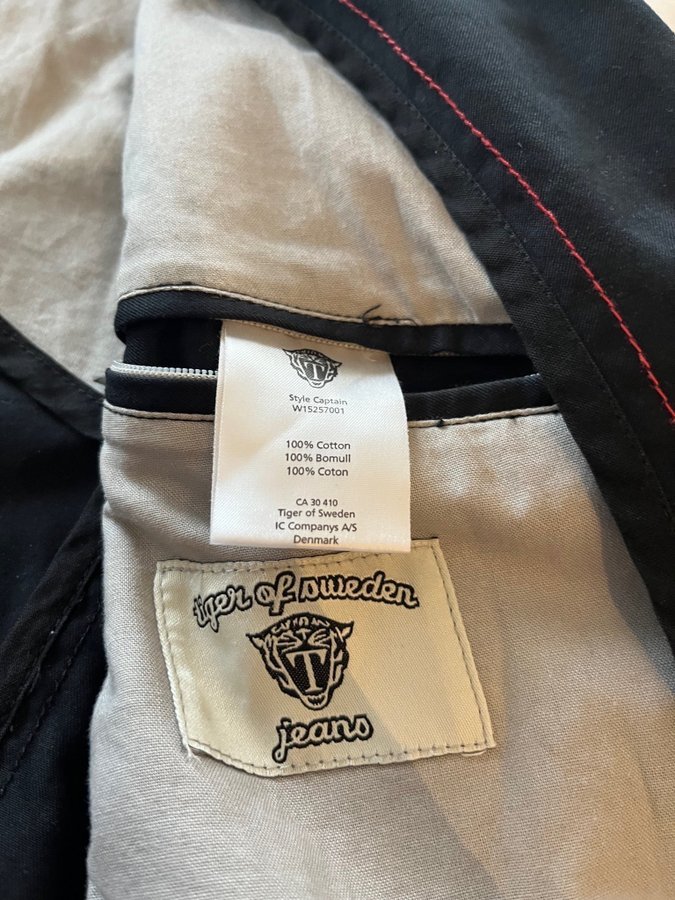 T
Style Captain
W15257001
100% Cotton
100% Bomull
100% Coton
CA 30 410
Tiger of Sweden
IC Companys A/S
Denmark
tiger of sweden
T
jeans